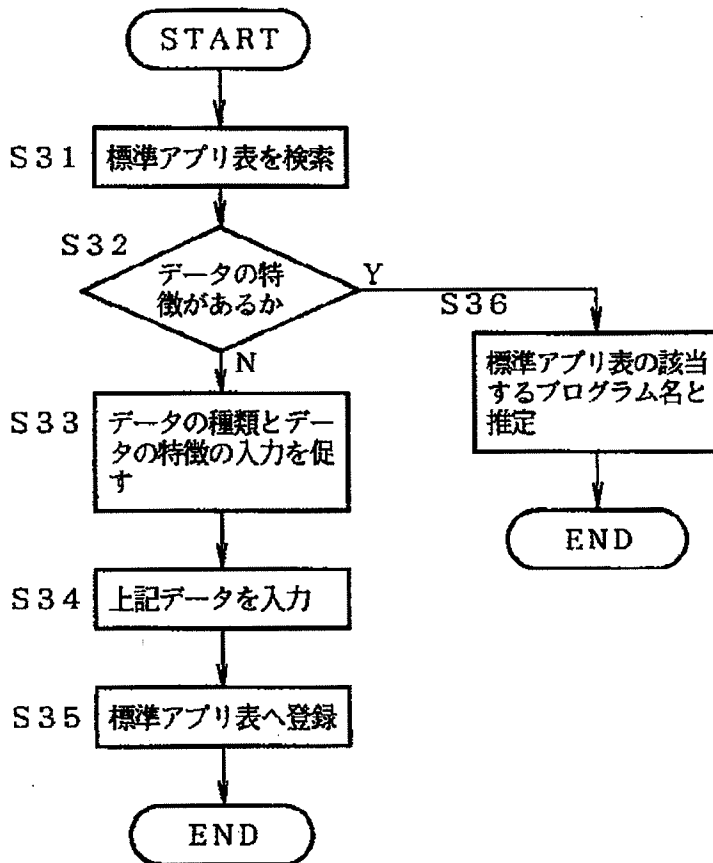 START
S31
標準アプリ表を検索
S32
データの特
徴があるか
Y
S36
標準アプリ表の該当
するプログラム名と
推定
END
N
S33
データの種類とデー
タの特徴の入力を促
す
S34
上記データを入力
S35
標準アプリ表へ登録
END